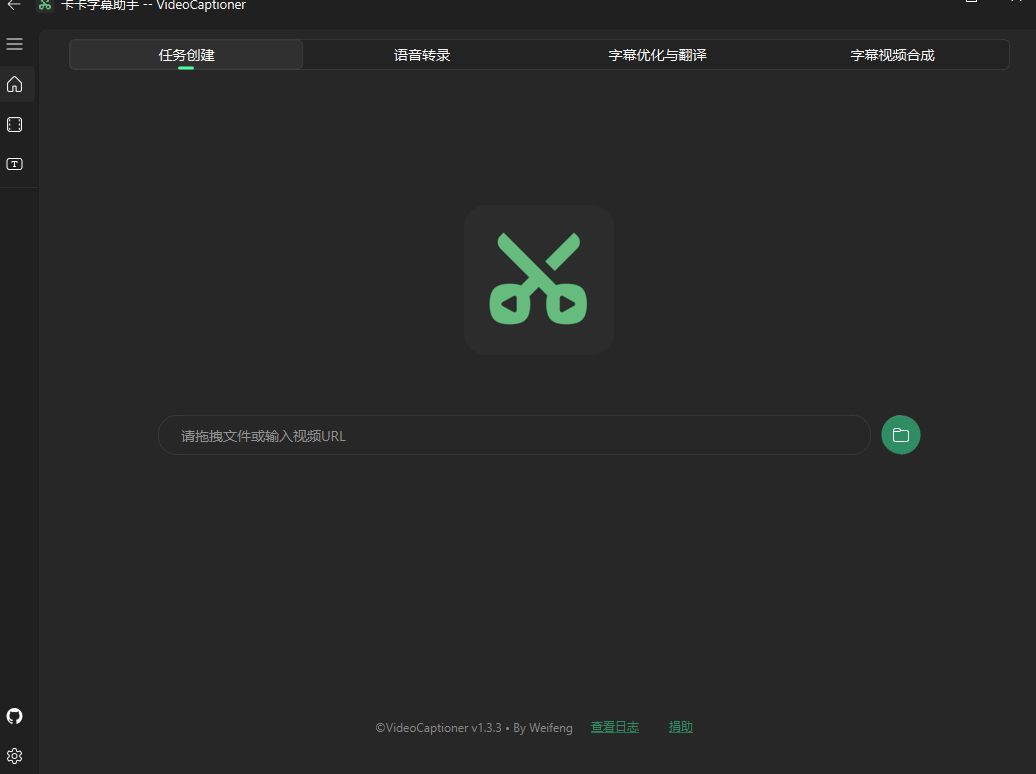 卡卡字幕助手 -- VideoCaptioner
任务创建 语音转录 字幕优化与翻译 字幕视频合成
请拖拽文件或输入视频URL
©VideoCaptioner v1.3.3 • By Weifeng 查看日志 捐助